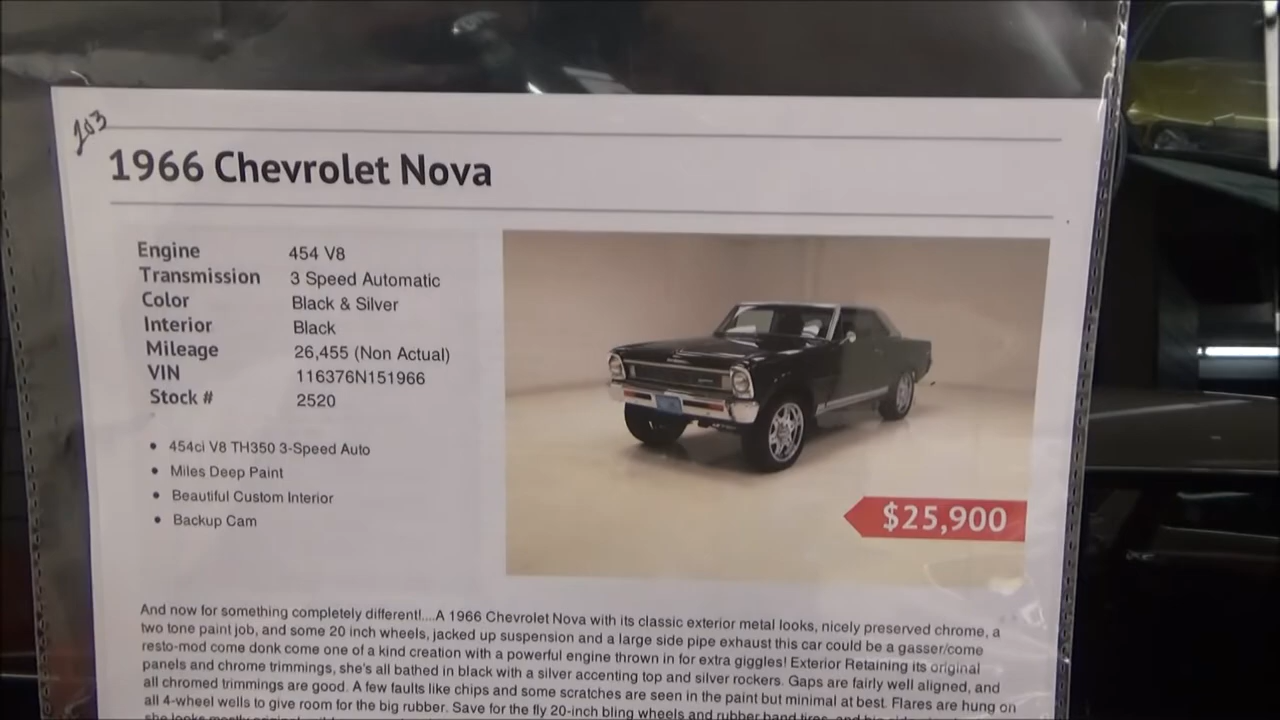 203
1966 Chevrolet Nova
Engine 454 V8
Transmission 3 Speed Automatic
Color Black & Silver
Interior Black
Mileage 26,455 (Non Actual)
VIN 116376N151966
Stock # 2520
• 454ci V8 TH350 3-Speed Auto
• Miles Deep Paint
• Beautiful Custom Interior
• Backup Cam
$25,900
And now for something completely different!....A 1966 Chevrolet Nova with its classic exterior metal looks, nicely preserved chrome, a
two tone paint job, and some 20 inch wheels, jacked up suspension and a large side pipe exhaust this car could be a gasser/come
resto-mod come donk come one of a kind creation with a powerful engine thrown in for extra giggles! Exterior Retaining its original
panels and chrome trimmings, she's all bathed in black with a silver accenting top and silver rockers. Gaps are fairly well aligned, and
all chromed trimmings are good. A few faults like chips and some scratches are seen in the paint but minimal at best. Flares are hung on
all 4-wheel wells to give room for the big rubber. Save for the fly 20-inch bling wheels and rubber band tires, and
she looks mostly original